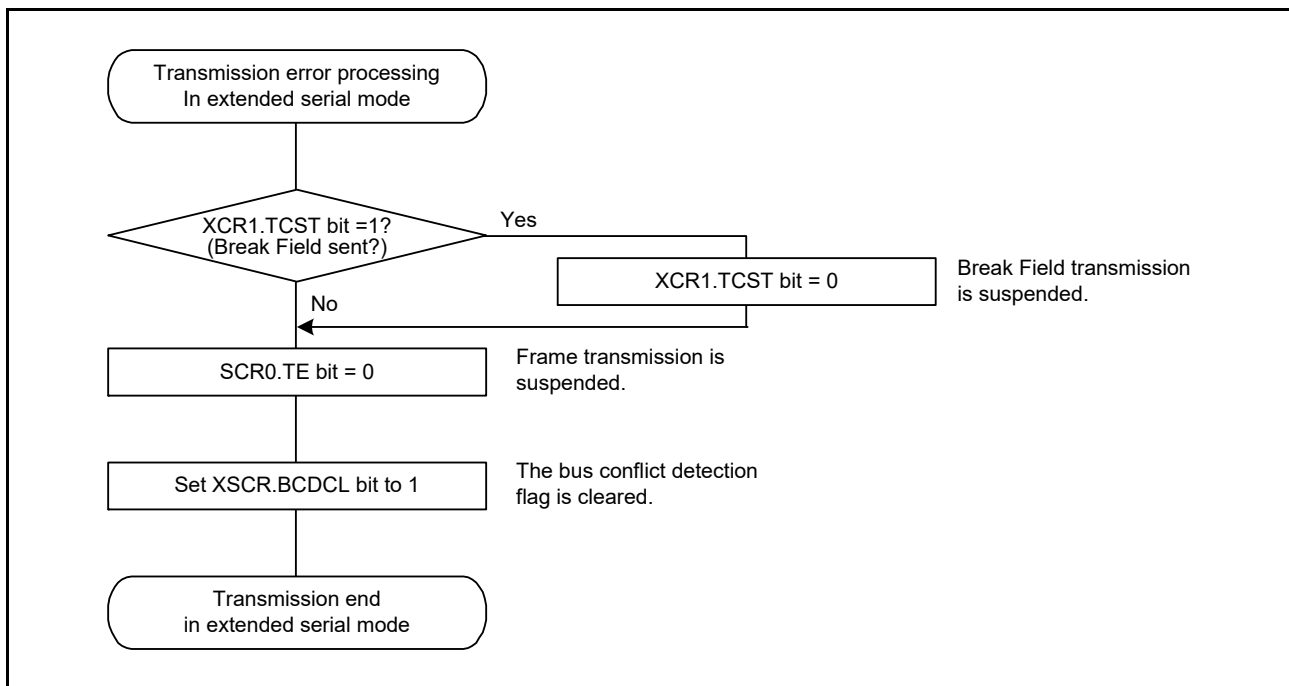 Transmission error processing
In extended serial mode
XCR1.TCST bit =1?
(Break Field sent?)
Yes
XCR1.TCST bit = 0
Break Field transmission
is suspended.
No
SCR0.TE bit = 0
Frame transmission is
suspended.
Set XSCR.BCDCL bit to 1
The bus conflict detection
flag is cleared.
Transmission end
in extended serial mode